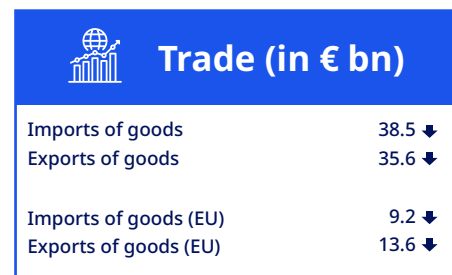 Trade (in € bn)
Imports of goods 38.5 🡇
Exports of goods 35.6 🡇
Imports of goods (EU) 9.2 🡇
Exports of goods (EU) 13.6 🡇